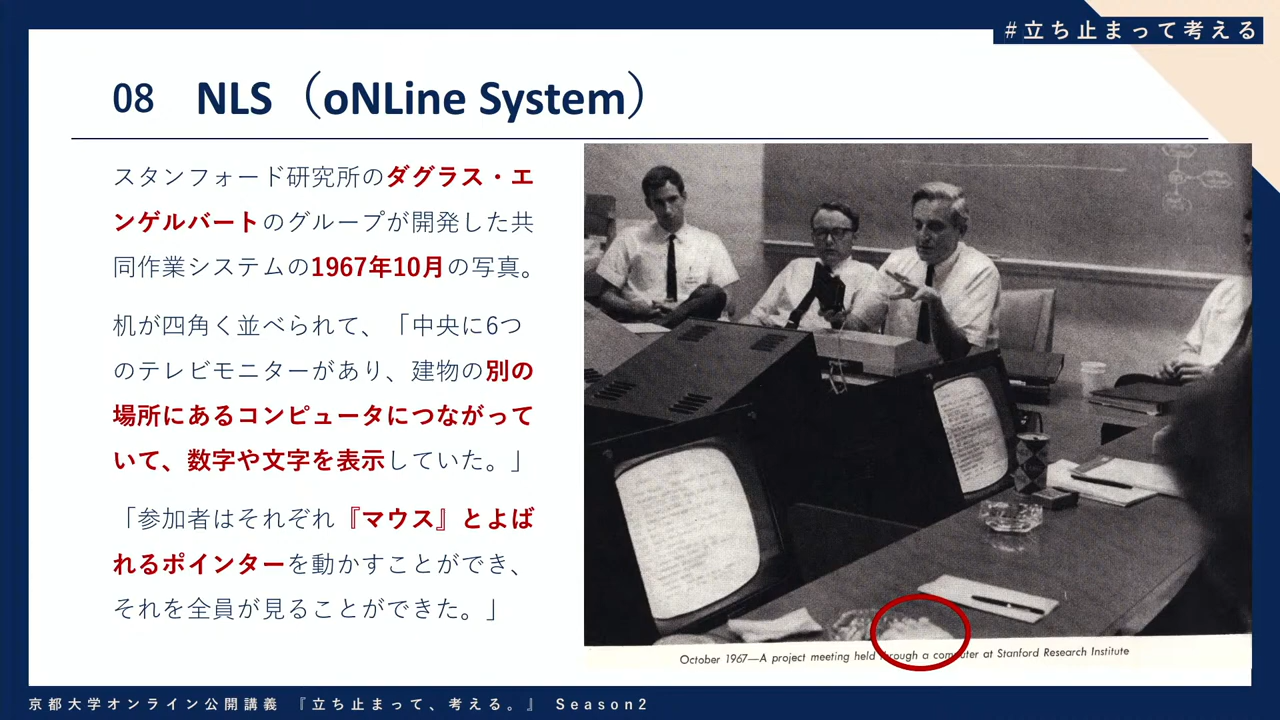 #立ち止まって考える
08 NLS（oNLine System）
スタンフォード研究所のダグラス・エ
ンゲルバートのグループが開発した共
同作業システムの1967年10月の写真。
机が四角く並べられて、「中央に6つ
のテレビモニターがあり、建物の別の
場所にあるコンピュータにつながって
いて、数字や文字を表示していた。」
「参加者はそれぞれ『マウス』とよば
れるポインターを動かすことができ、
それを全員が見ることができた。」
October 1967—A project meeting held through a computer at Stanford Research Institute
京都大学オンライン公開講義 『立ち止まって、考える。』 Season2